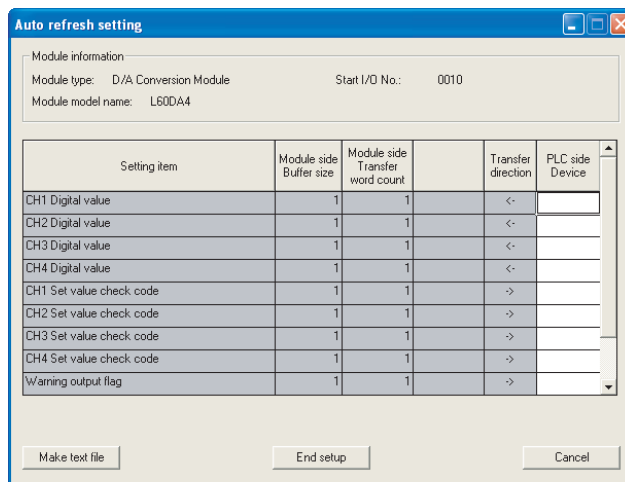 Auto refresh setting
Module information
Module type: D/A Conversion Module Start I/O No.: 0010
Module model name: L60DA4
Setting item Module side Buffer size Module side Transfer word count Transfer direction PLC side Device
CH1 Digital value 1 1 <-
CH2 Digital value 1 1 <-
CH3 Digital value 1 1 <-
CH4 Digital value 1 1 <-
CH1 Set value check code 1 1 ->
CH2 Set value check code 1 1 ->
CH3 Set value check code 1 1 ->
CH4 Set value check code 1 1 ->
Warning output flag 1 1 ->
Make text file End setup Cancel